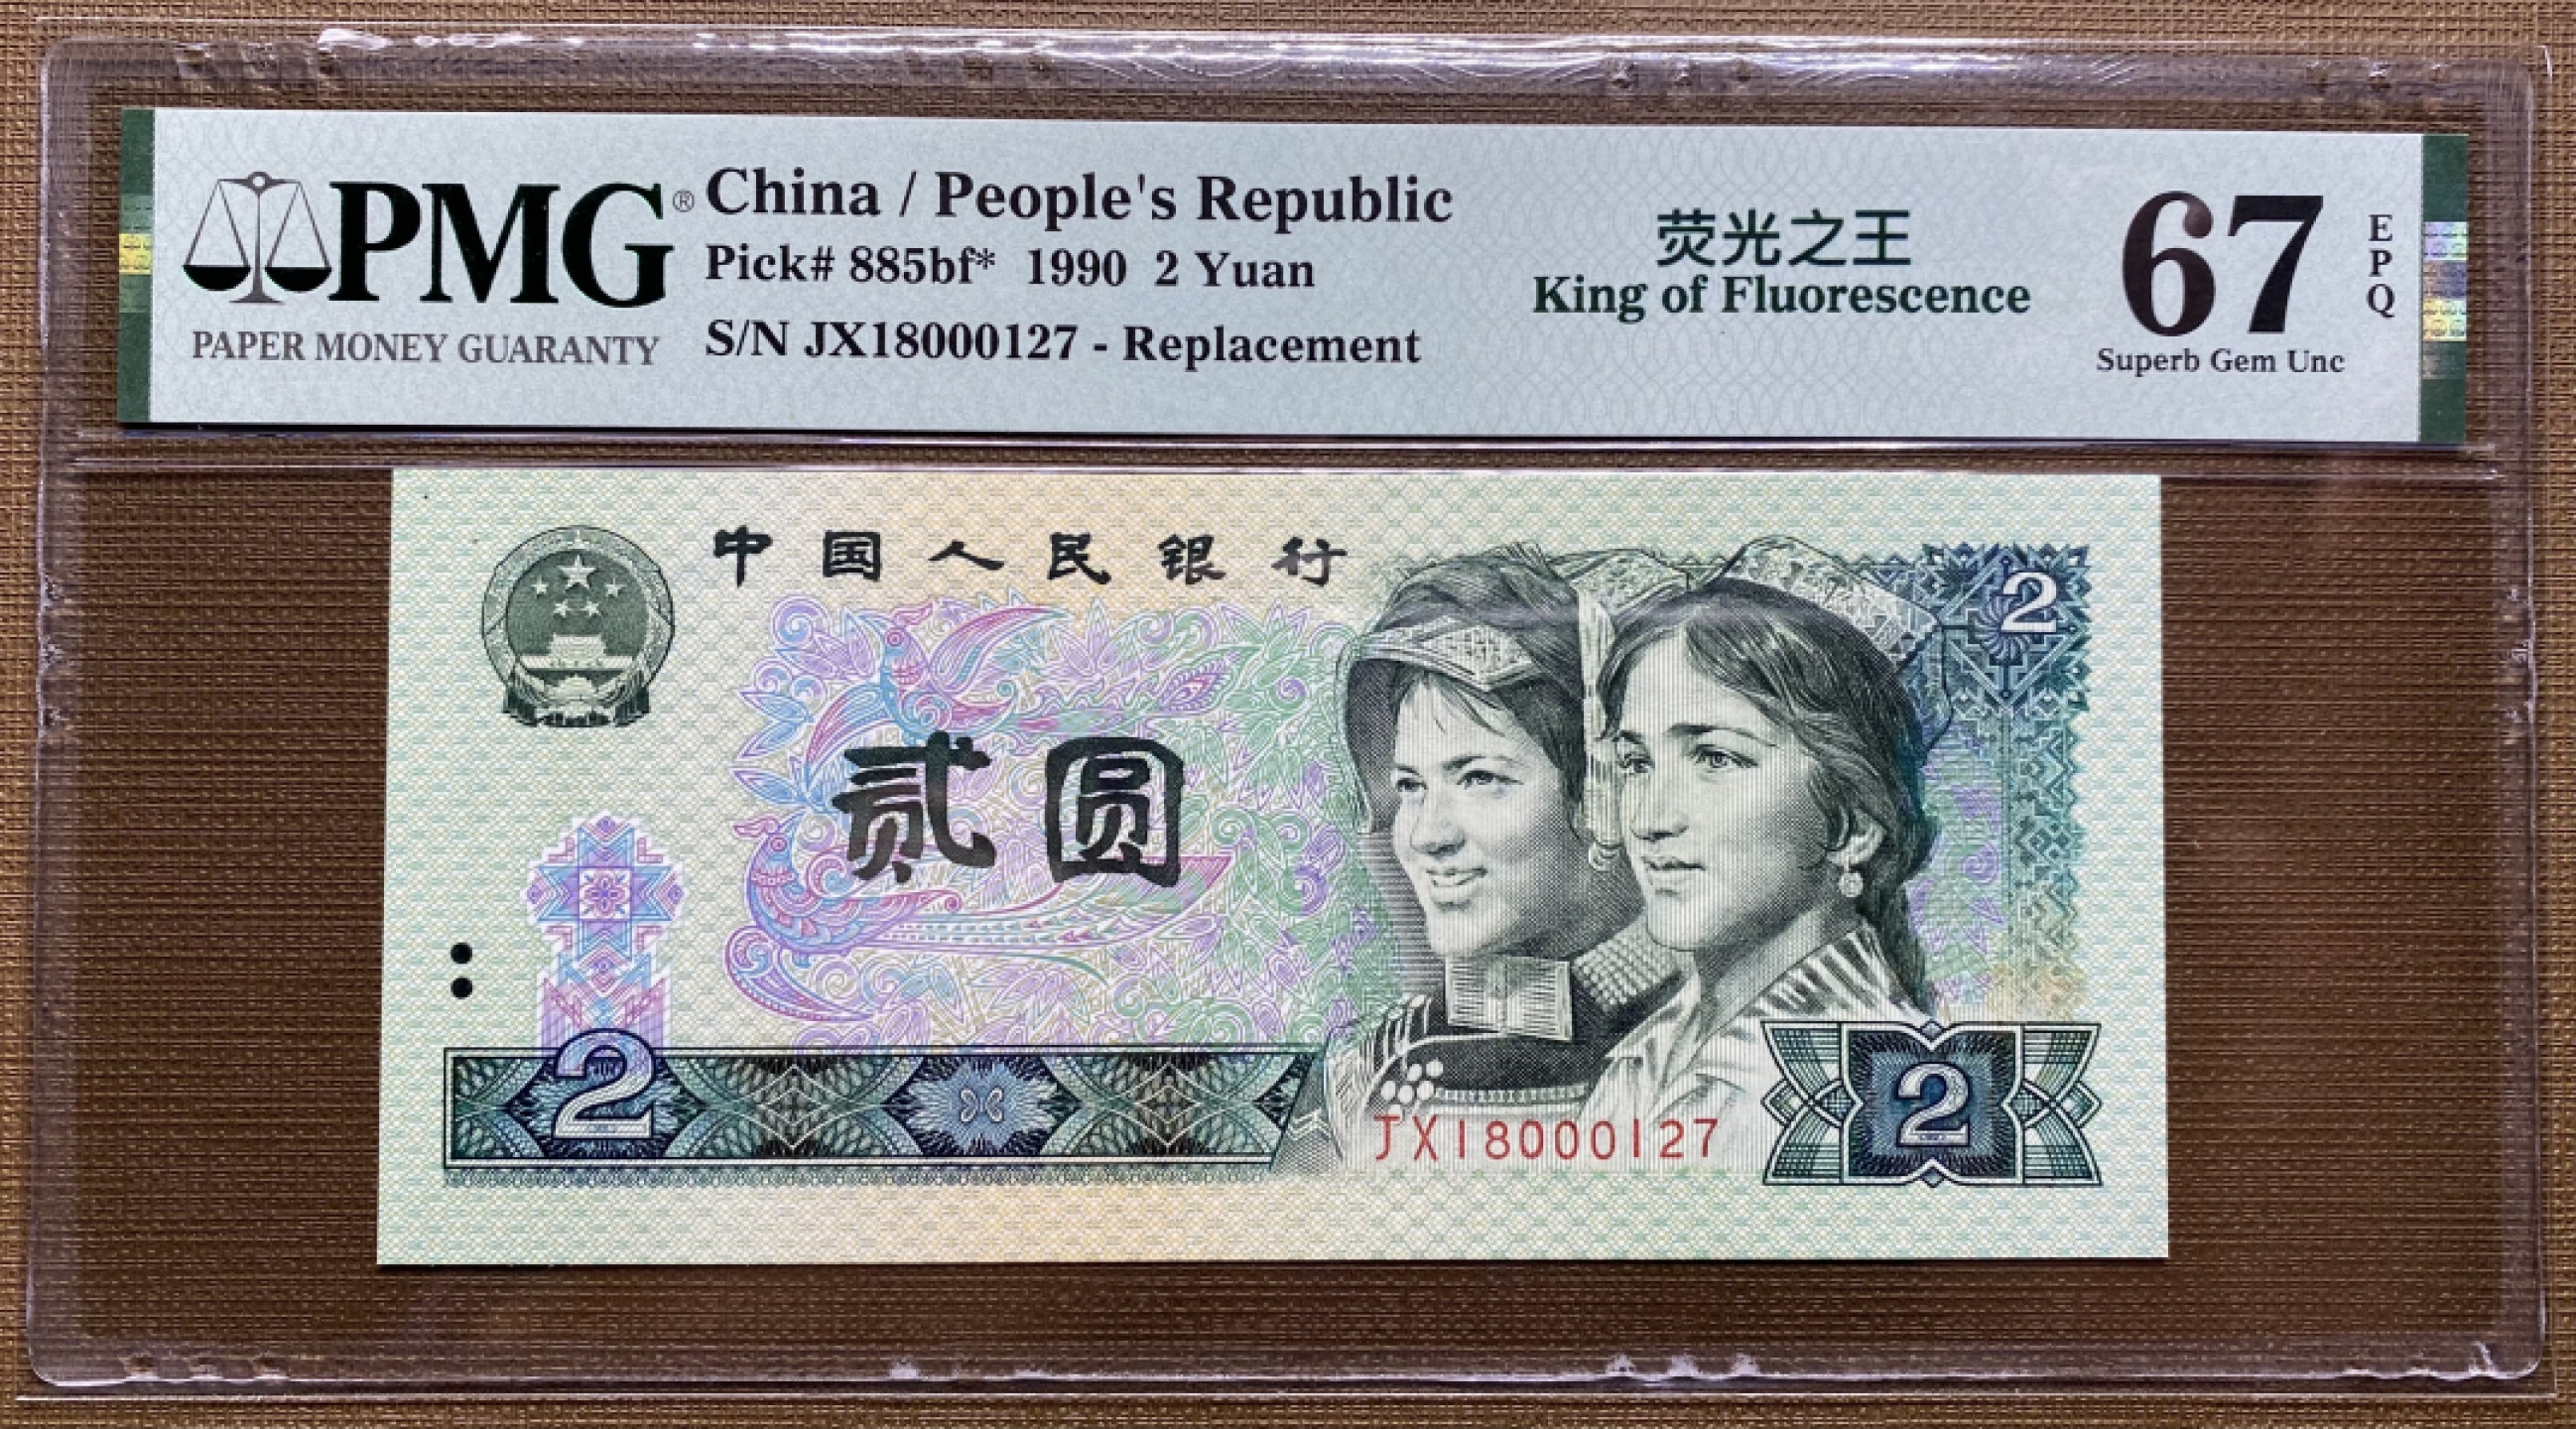 PMG®
PAPER MONEY GUARANTY
China / People's Republic
Pick# 885bf* 1990 2 Yuan
S/N JX18000127 - Replacement
荧光之王
King of Fluorescence
67
EPQ
Superb Gem Unc
中国人民银行
2
贰圆
2
JX18000127
2